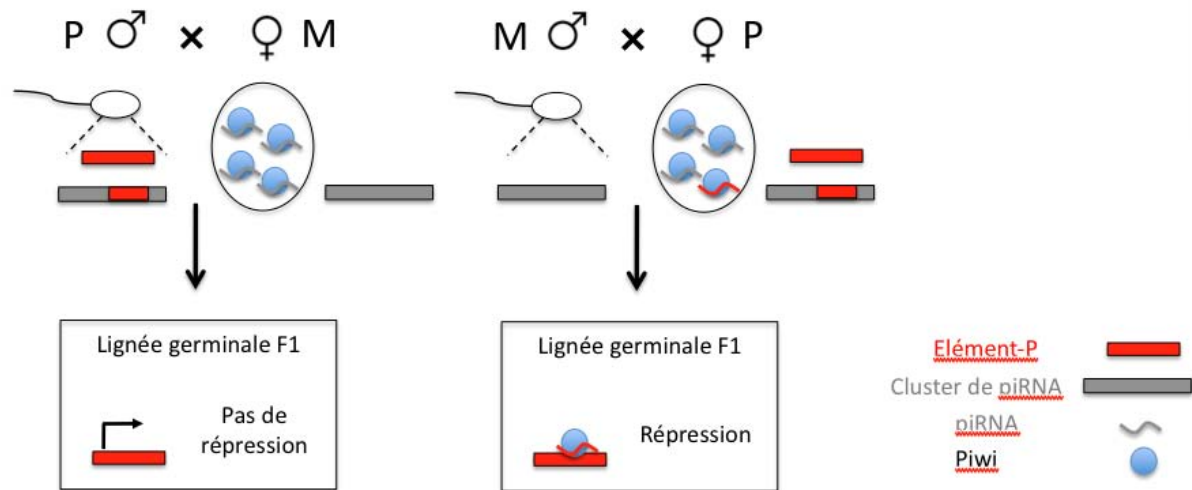 P ♂ × ♀ M
M ♂ × ♀ P
Lignée germinale F1
Pas de
répression
Lignée germinale F1
Répression
Elément-P
Cluster de piRNA
piRNA
Piwi